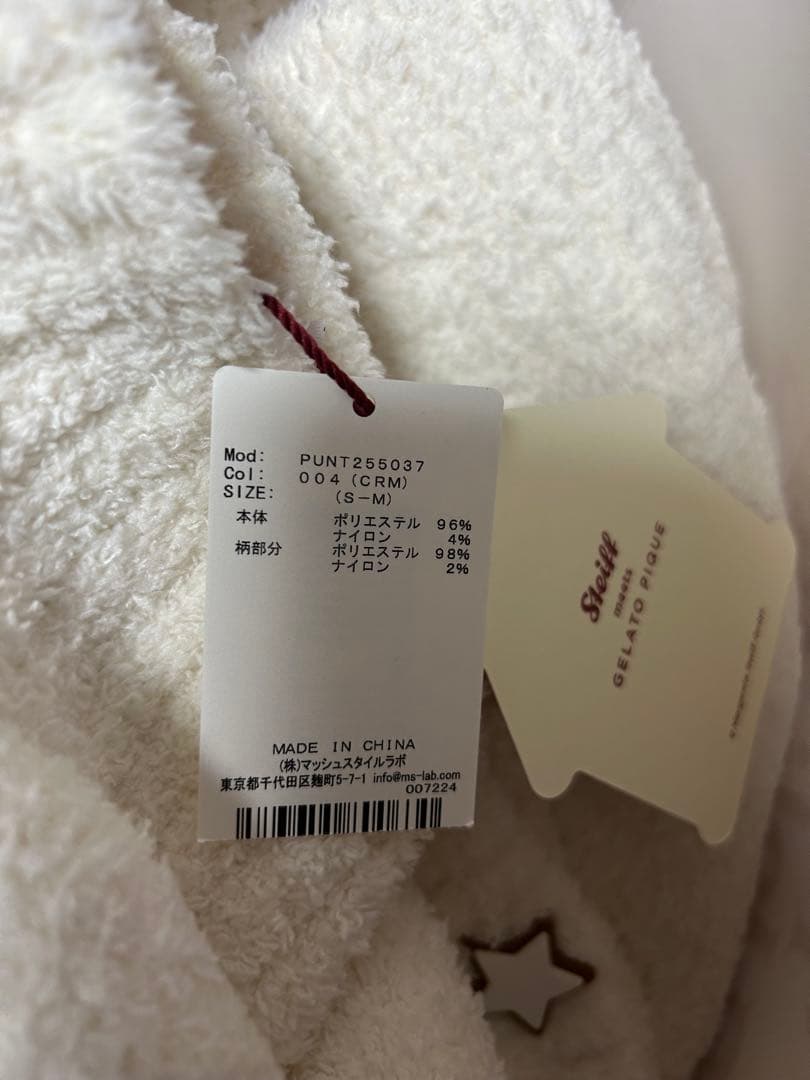 Mod: PUNT255037
Col: 004 (CRM)
SIZE: (S-M)
本体 ポリエステル 96%
ナイロン 4%
柄部分 ポリエステル 98%
ナイロン 2%
MADE IN CHINA
(株)マッシュスタイルラボ
東京都千代田区麹町5-7-1 info@ms-lab.com
007224
Steiff
meets
GELATO PIQUE